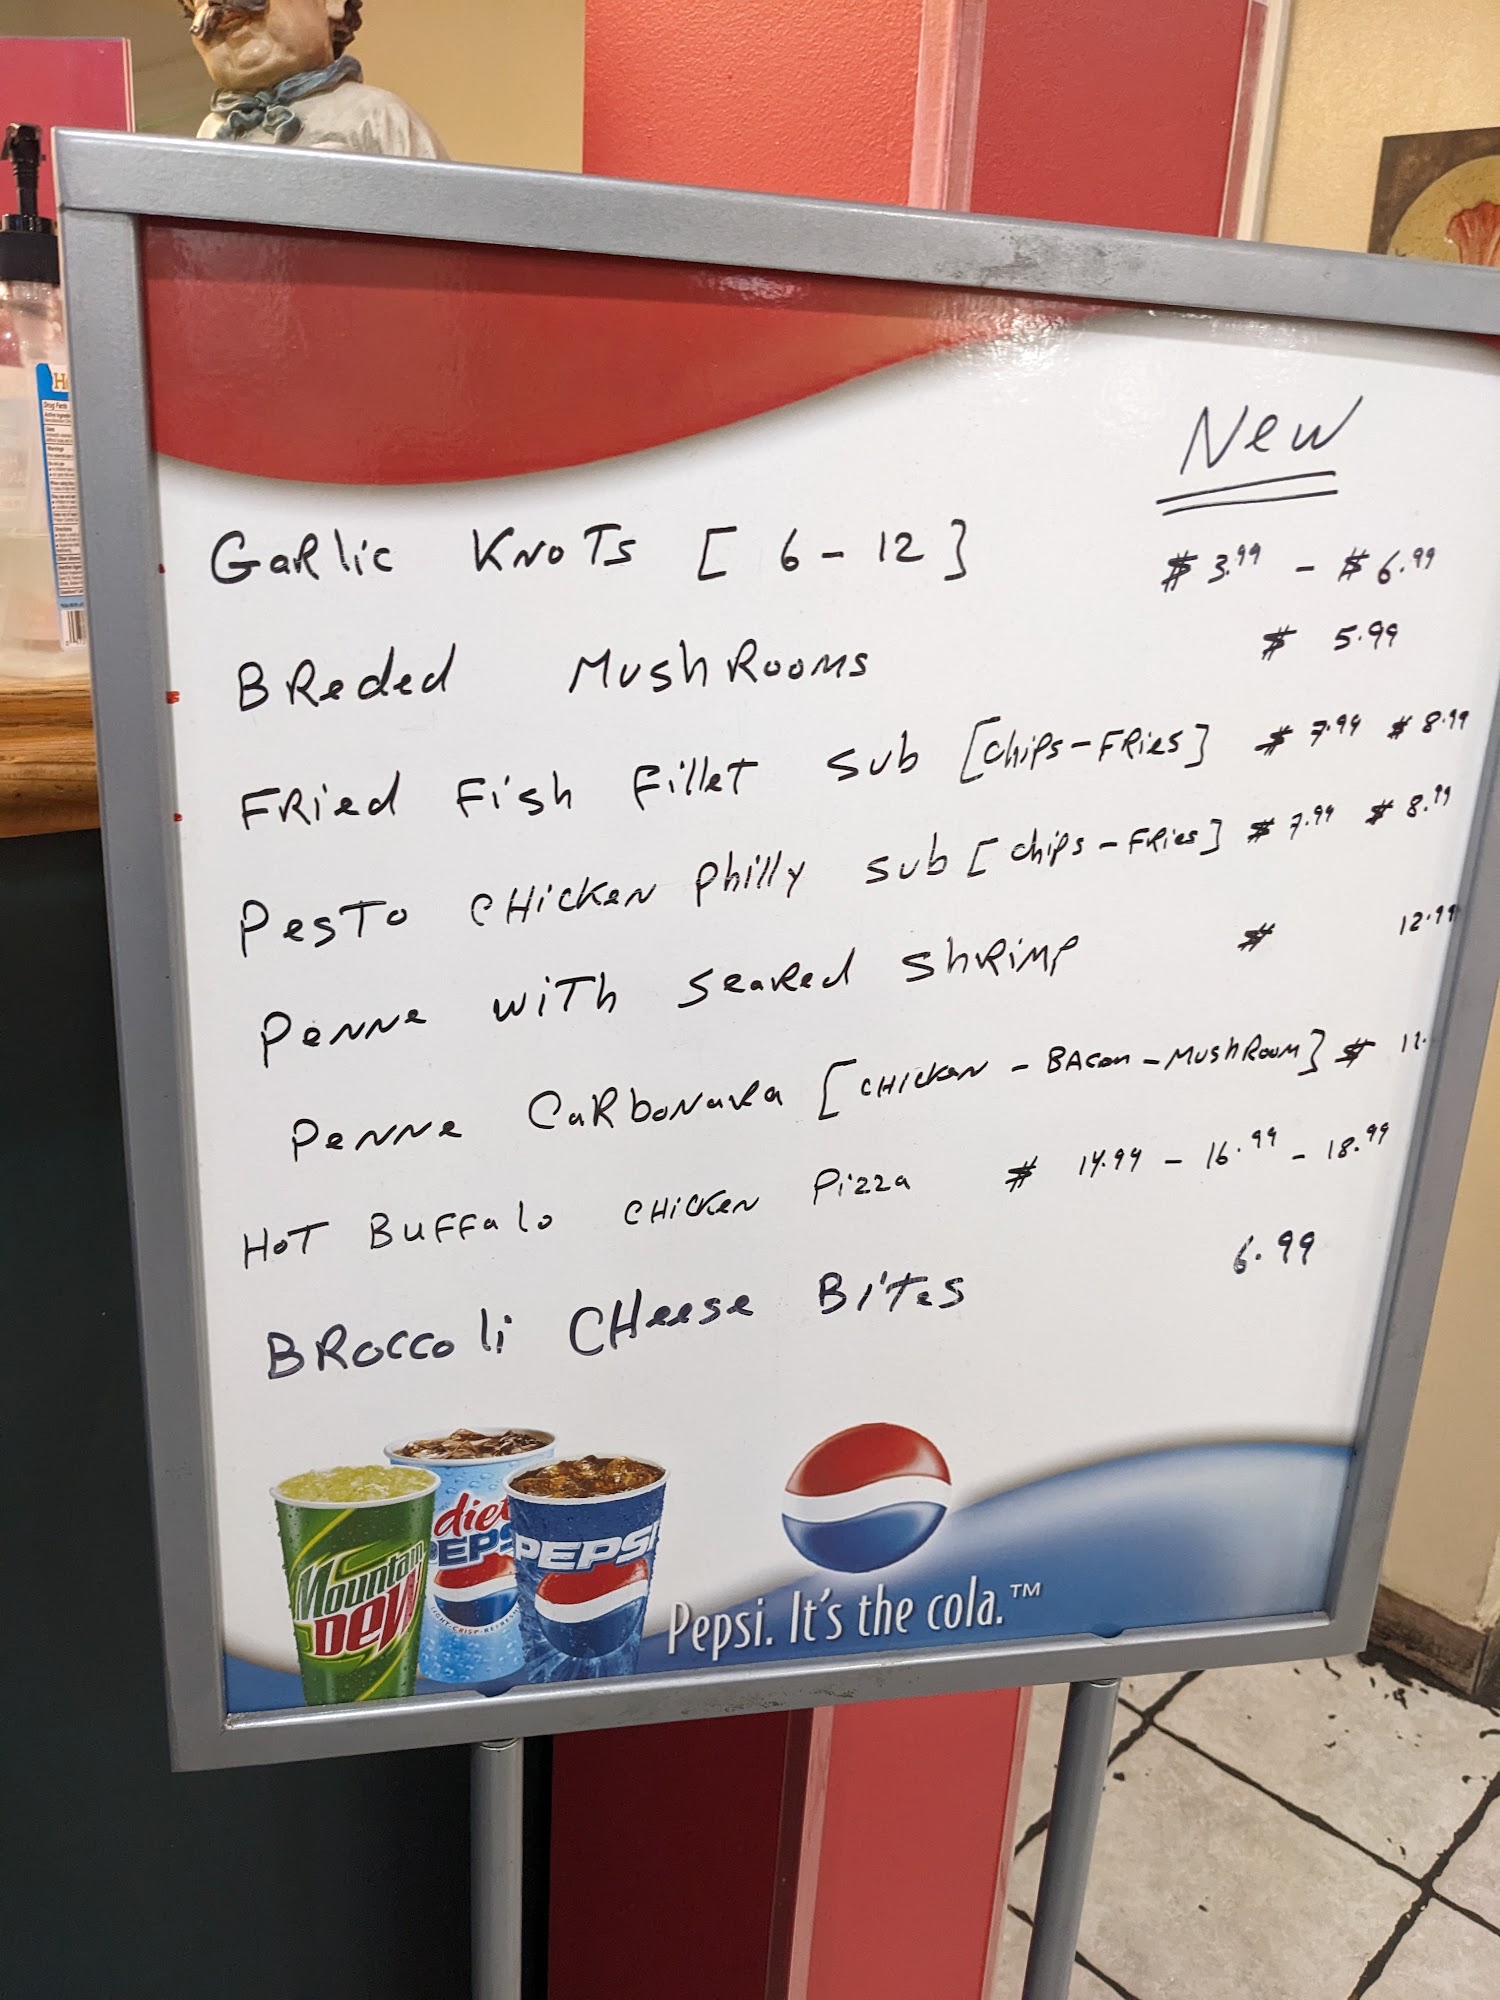 New
Garlic Knots [ 6 - 12 ] $ 3.99 - $ 6.99
Breded Mushrooms $ 5.99
Fried Fish Fillet Sub [Chips-Fries] $ 7.99 $ 8.99
Pesto Chicken Philly Sub [Chips-Fries] $ 7.99 $ 8.99
Penne with Seared Shrimp $ 12.99
Penne Carbonara [Chicken - Bacon - Mushroom] $
Hot Buffalo Chicken Pizza $ 14.99 - 16.99 - 18.99
Broccoli Cheese Bites 6.99
Mountain
Dew
diet
PEPSI
PEPSI
Pepsi. It's the cola.™
Drug Facts